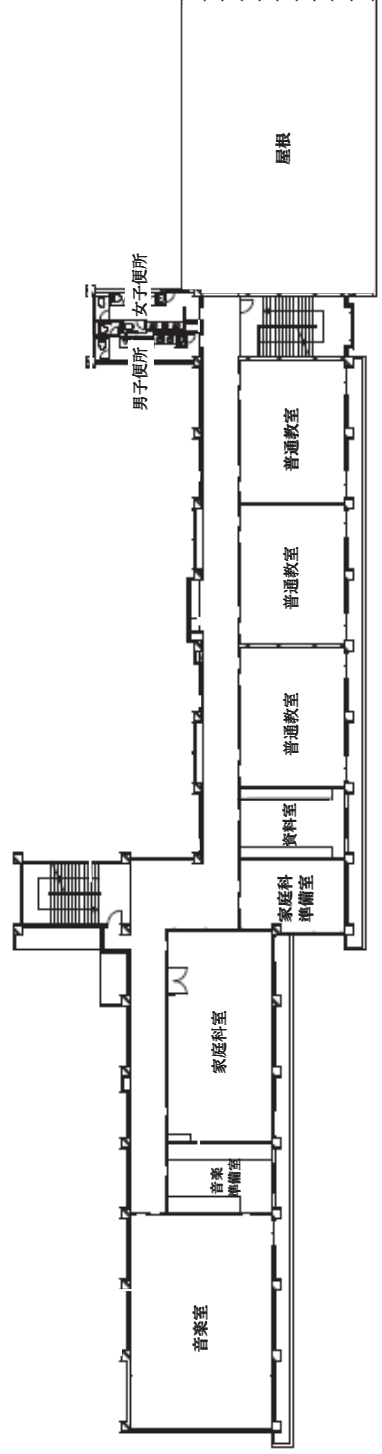 屋根
女子便所
男子便所
普通教室
普通教室
普通教室
資料室
家庭科
準備室
家庭科室
音楽
準備室
音楽室